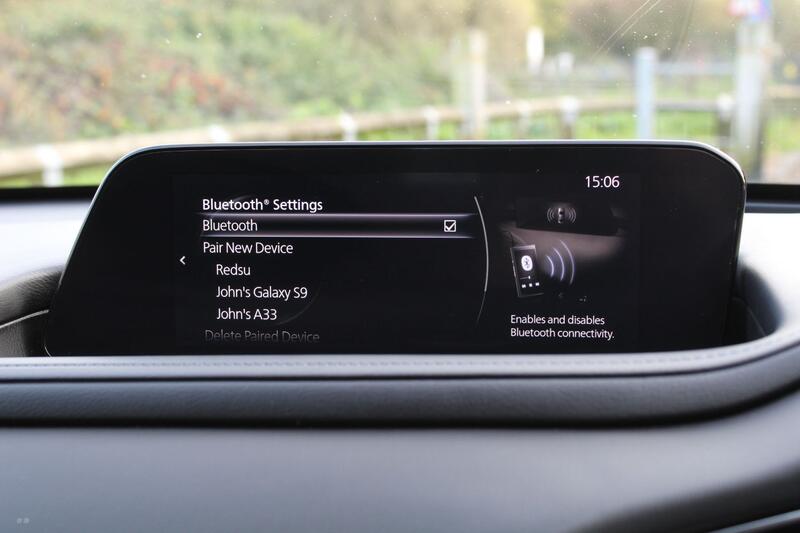 15:06
Bluetooth® Settings
Bluetooth
Pair New Device
Redsu
John's Galaxy S9
John's A33
Delete Paired Device
Enables and disables
Bluetooth connectivity.